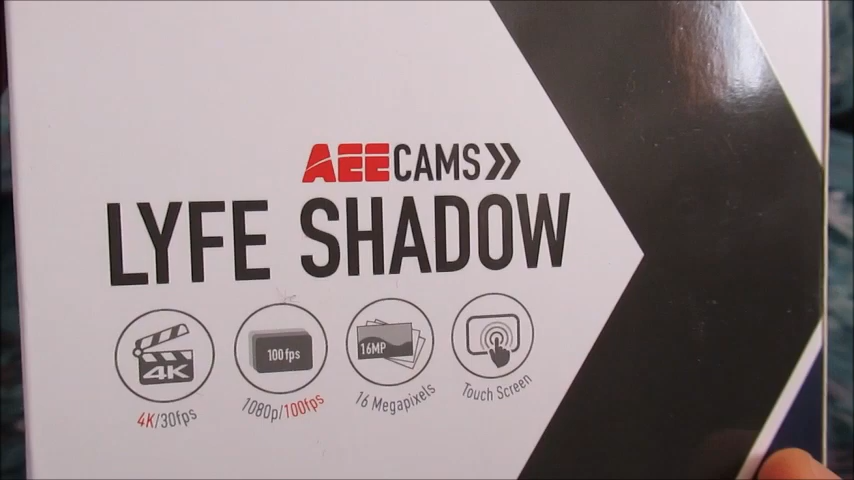 AEECAMS
LYFE SHADOW
4K
100fps
16MP
4K/30fps
1080p/100fps
16 Megapixels
Touch Screen